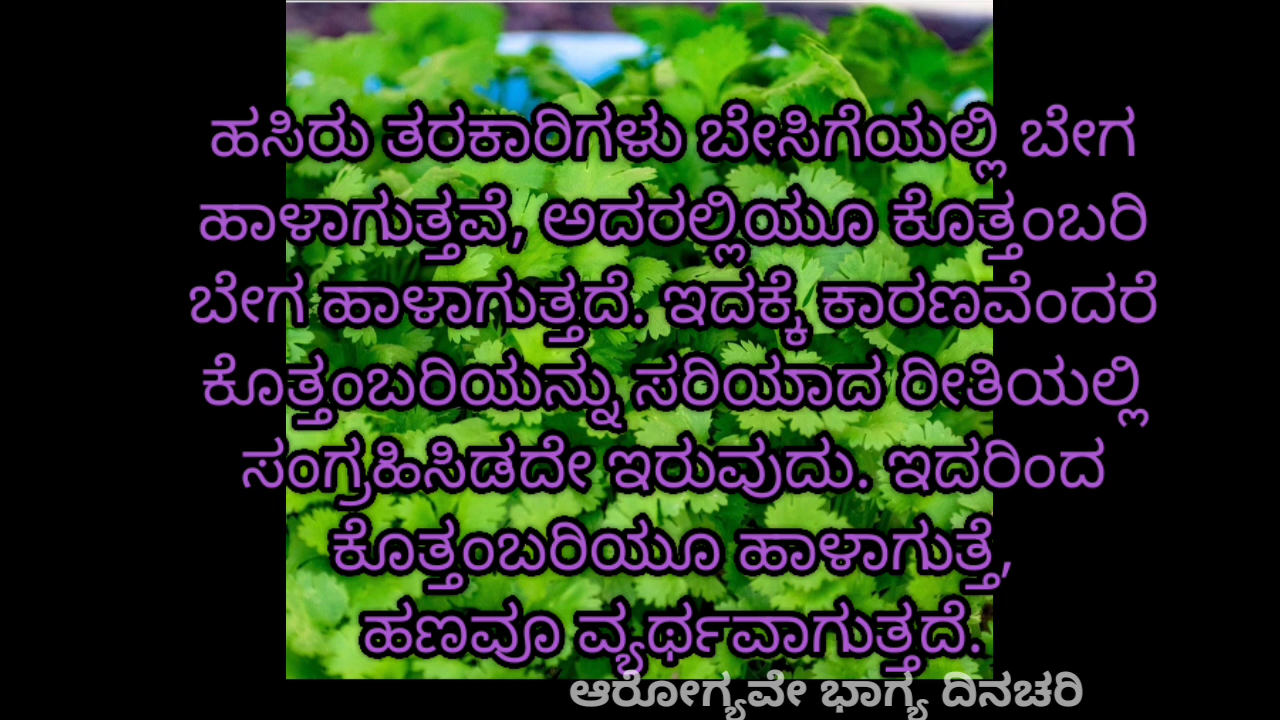 ಹಸಿರು ತರಕಾರಿಗಳು ಬೇಸಿಗೆಯಲ್ಲಿ ಬೇಗ
ಹಾಳಾಗುತ್ತವೆ, ಅದರಲ್ಲಿಯೂ ಕೊತ್ತಂಬರಿ
ಬೇಗ ಹಾಳಾಗುತ್ತದೆ. ಇದಕ್ಕೆ ಕಾರಣವೆಂದರೆ
ಕೊತ್ತಂಬರಿಯನ್ನು ಸರಿಯಾದ ರೀತಿಯಲ್ಲಿ
ಸಂಗ್ರಹಿಸಿಡದೇ ಇರುವುದು. ಇದರಿಂದ
ಕೊತ್ತಂಬರಿಯೂ ಹಾಳಾಗುತ್ತೆ,
ಹಣವೂ ವ್ಯರ್ಥವಾಗುತ್ತದೆ.
ಆರೋಗ್ಯವೇ ಭಾಗ್ಯ ದಿನಚರಿ